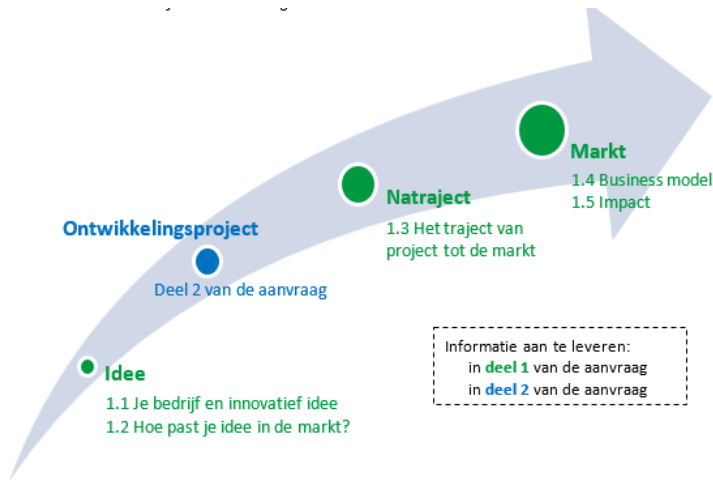 Markt
1.4 Business model
1.5 Impact
Natraject
1.3 Het traject van
project tot de markt
Ontwikkelingsproject
Deel 2 van de aanvraag
Idee
1.1 Je bedrijf en innovatief idee
1.2 Hoe past je idee in de markt?
Informatie aan te leveren:
in deel 1 van de aanvraag
in deel 2 van de aanvraag